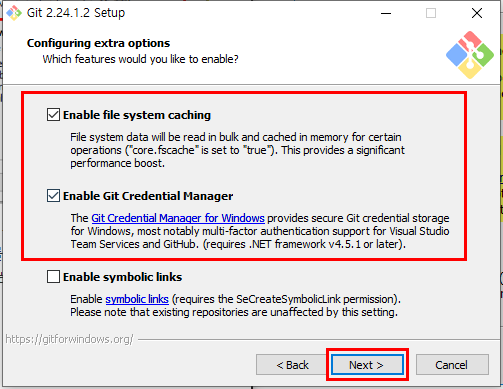 Git 2.24.1.2 Setup
Configuring extra options
Which features would you like to enable?
Enable file system caching
File system data will be read in bulk and cached in memory for certain
operations ("core.fscache" is set to "true"). This provides a significant
performance boost.
Enable Git Credential Manager
The Git Credential Manager for Windows provides secure Git credential storage
for Windows, most notably multi-factor authentication support for Visual Studio
Team Services and GitHub. (requires .NET framework v4.5.1 or later).
Enable symbolic links
Enable symbolic links (requires the SeCreateSymbolicLink permission).
Please note that existing repositories are unaffected by this setting.
https://gitforwindows.org/
< Back
Next >
Cancel